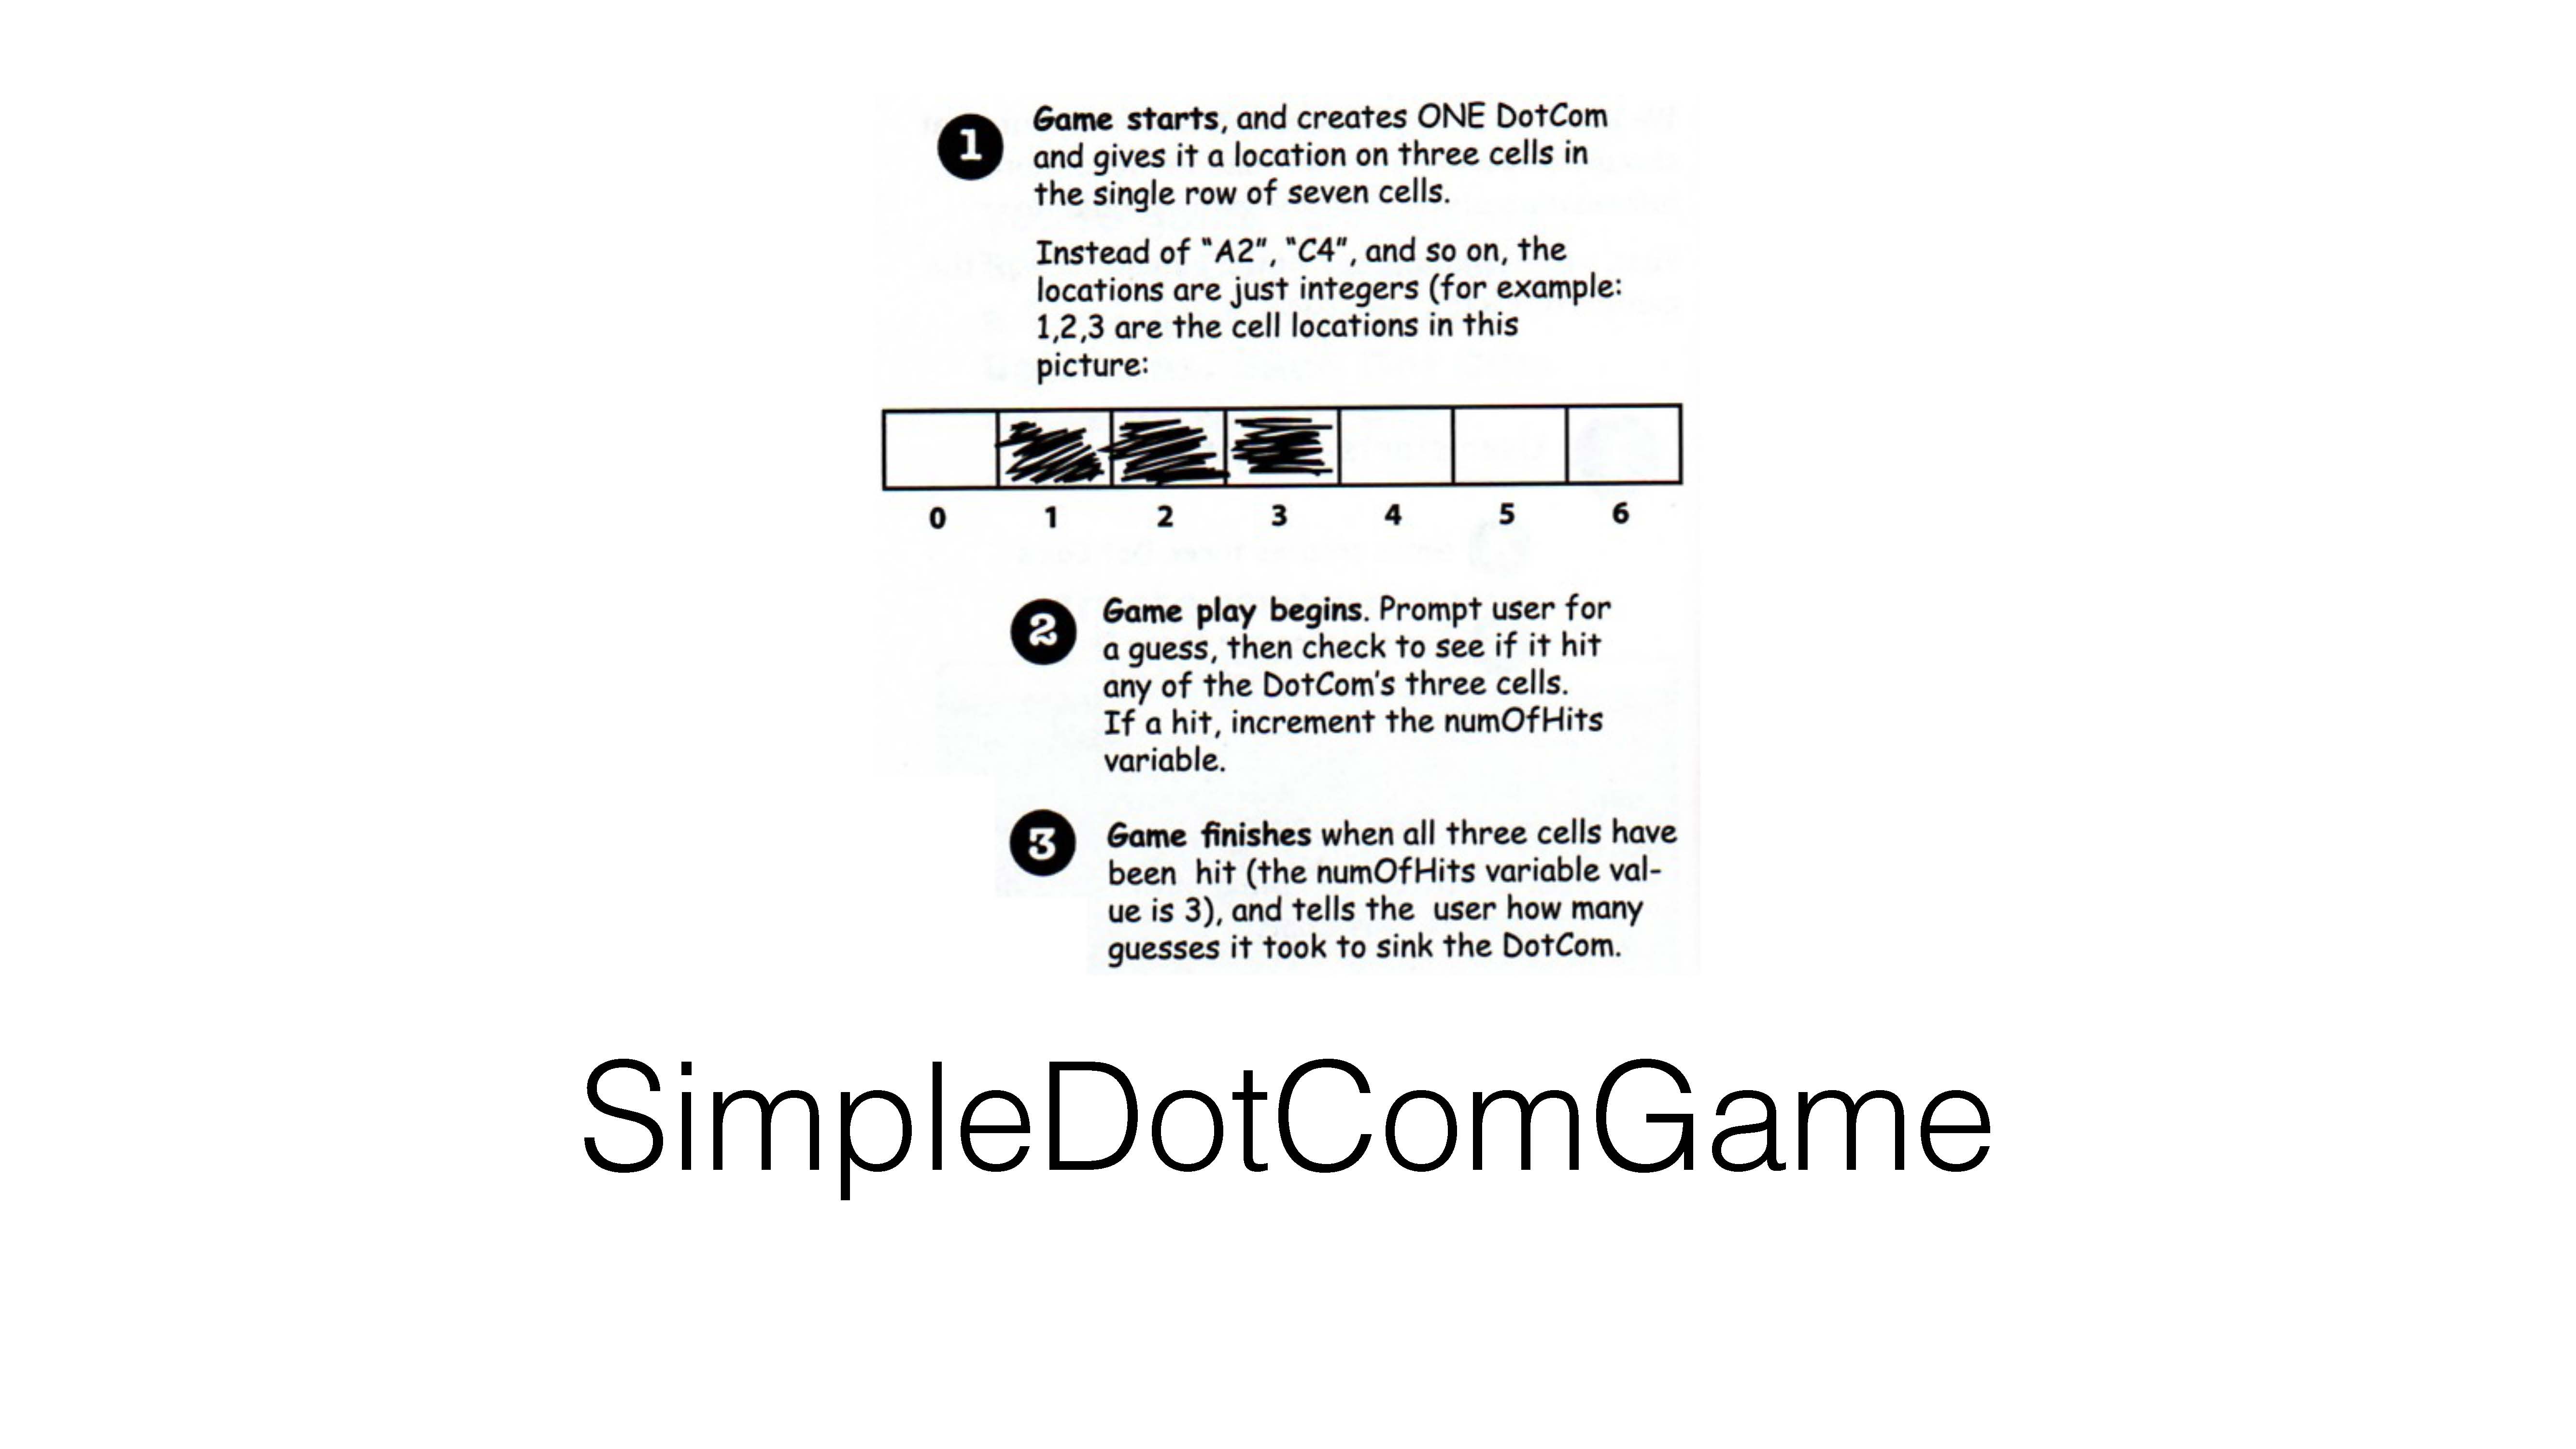 1
Game starts, and creates ONE DotCom
and gives it a location on three cells in
the single row of seven cells.
Instead of “A2”, “C4”, and so on, the
locations are just integers (for example:
1,2,3 are the cell locations in this
picture:
0 1 2 3 4 5 6
2
Game play begins. Prompt user for
a guess, then check to see if it hit
any of the DotCom’s three cells.
If a hit, increment the numOfHits
variable.
3
Game finishes when all three cells have
been hit (the numOfHits variable val-
ue is 3), and tells the user how many
guesses it took to sink the DotCom.
SimpleDotComGame